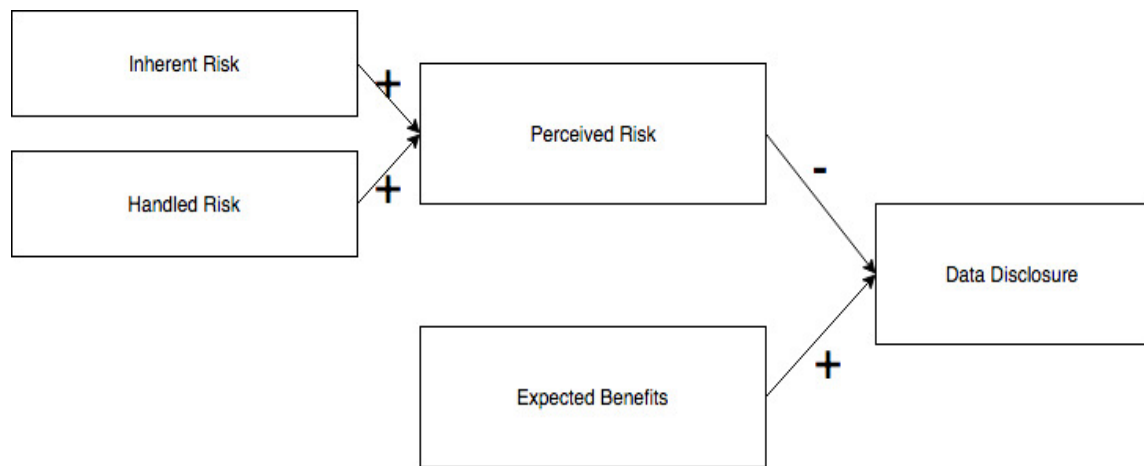 Inherent Risk
+
Perceived Risk
Handled Risk
+
-
Data Disclosure
+
Expected Benefits